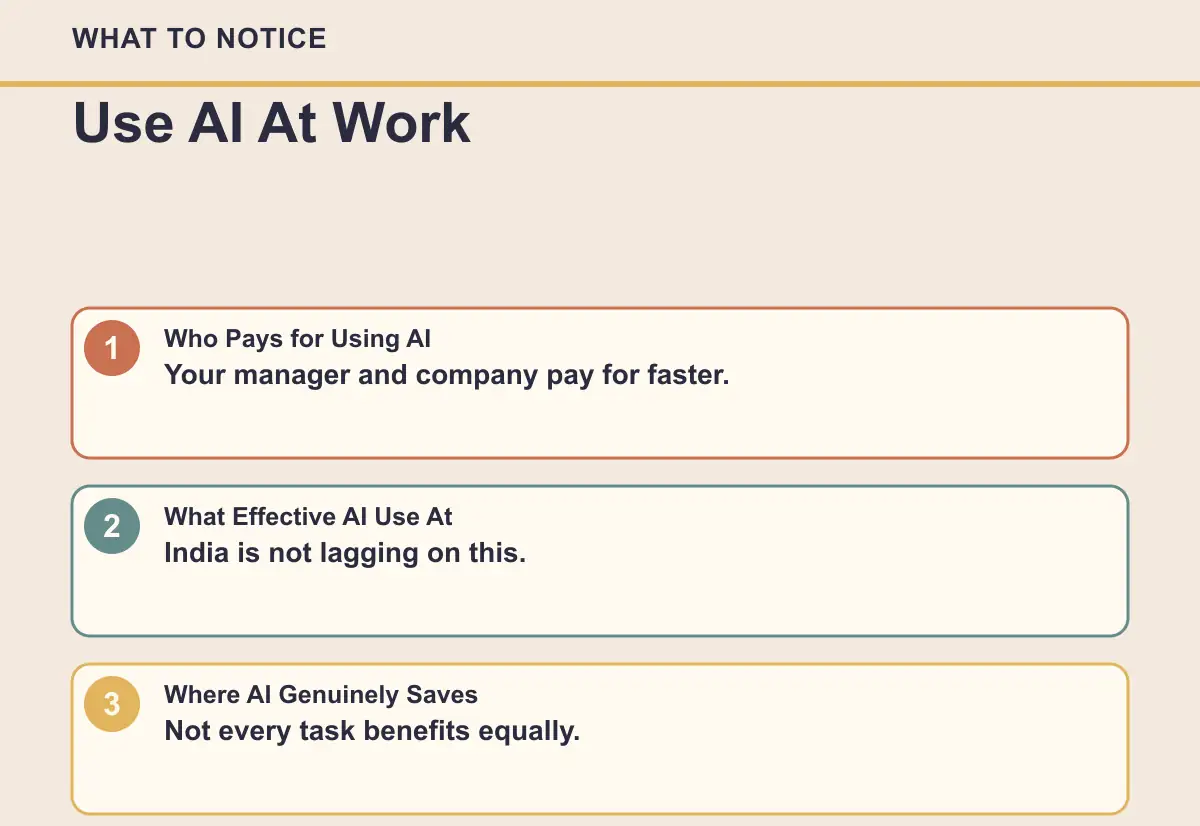 WHAT TO NOTICE
Use AI At Work
1
Who Pays for Using AI
Your manager and company pay for faster.
2
What Effective AI Use At
India is not lagging on this.
3
Where AI Genuinely Saves
Not every task benefits equally.